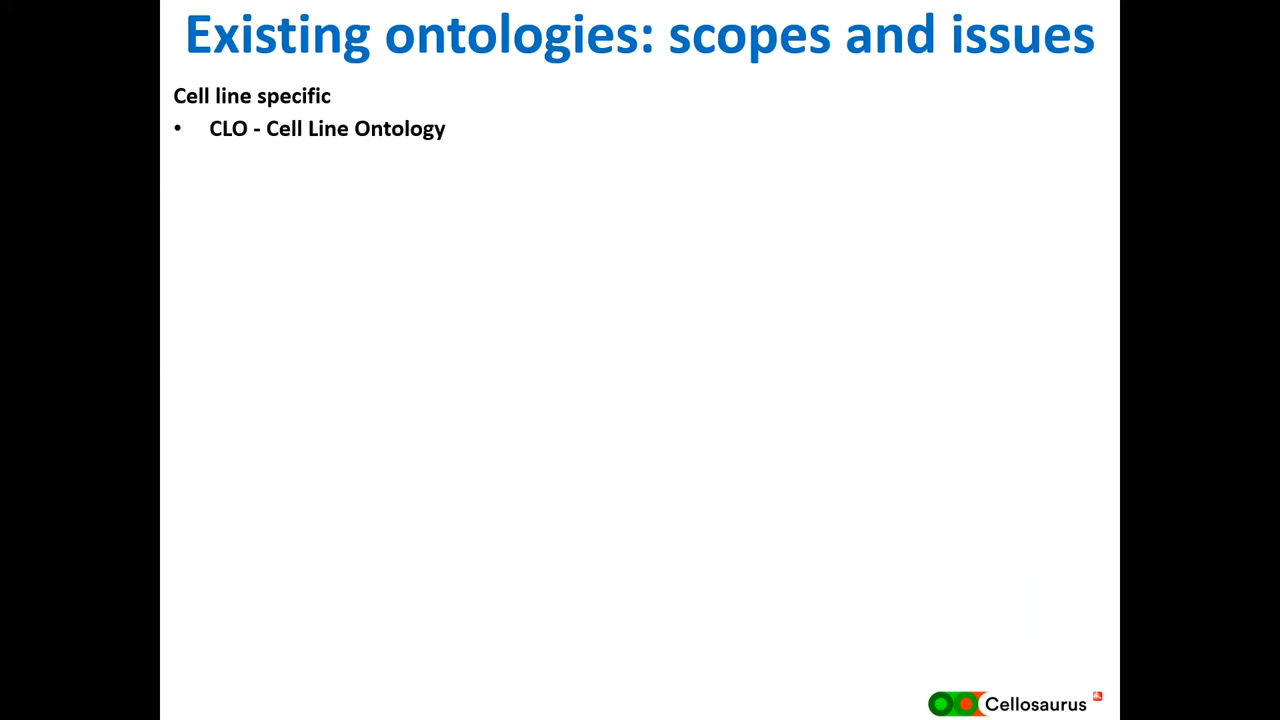 Existing ontologies: scopes and issues
Cell line specific
• CLO - Cell Line Ontology
Cellosaurus